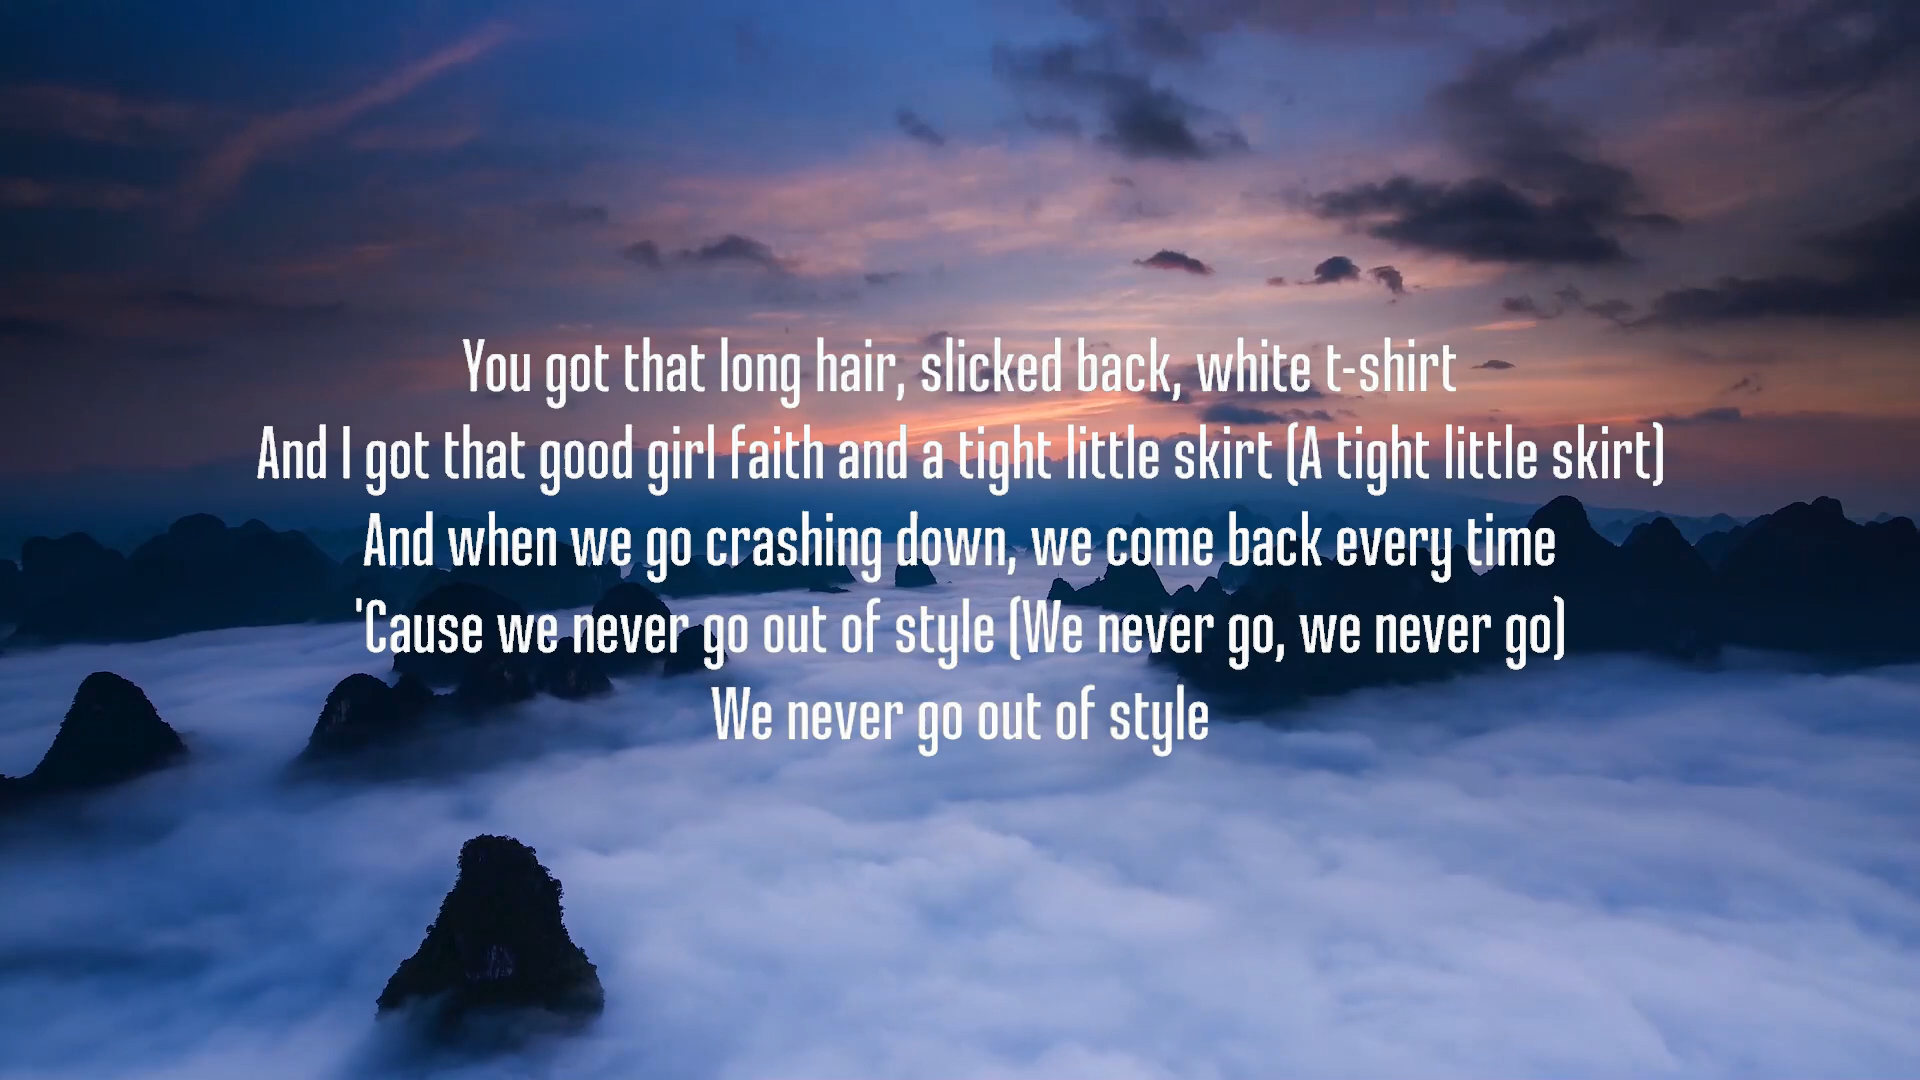 You got that long hair, slicked back, white t-shirt
And I got that good girl faith and a tight little skirt (A tight little skirt)
And when we go crashing down, we come back every time
'Cause we never go out of style (We never go, we never go)
We never go out of style